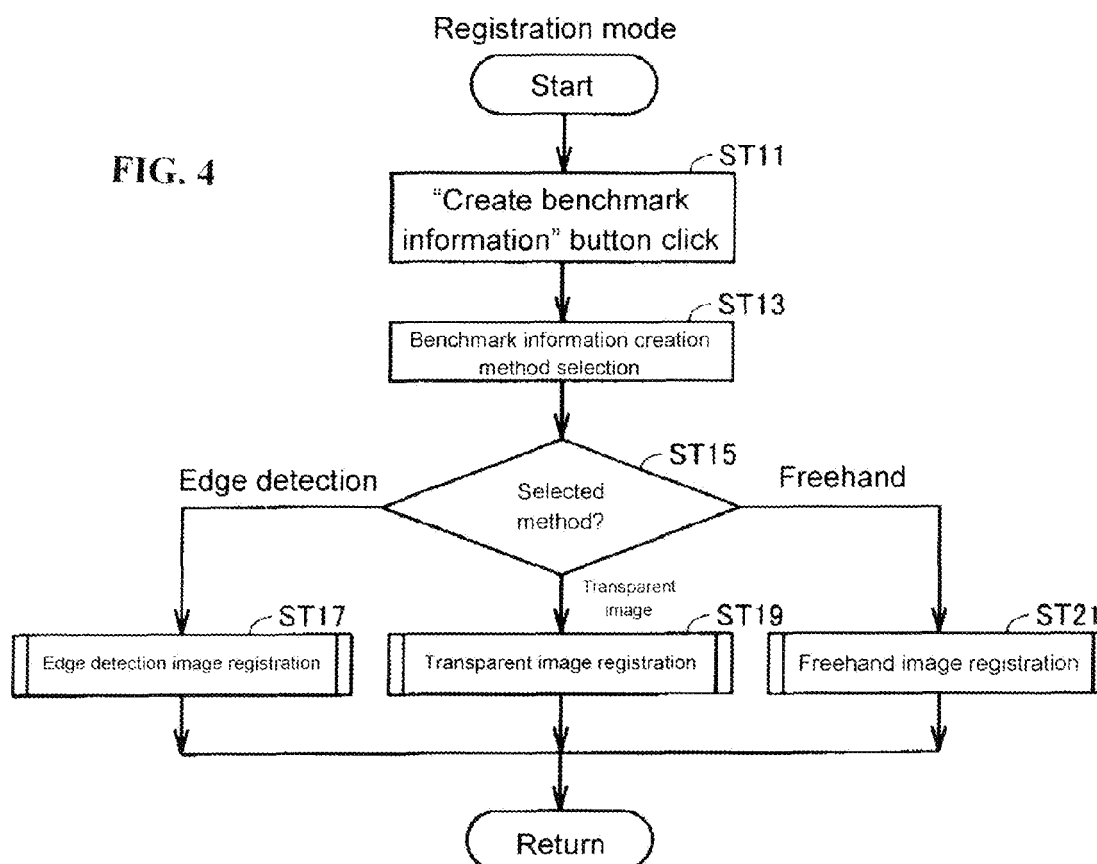 Registration mode
Start
FIG. 4
ST11
“Create benchmark
information” button click
ST13
Benchmark information creation
method selection
ST15
Edge detection
Freehand
Selected
method?
Transparent
image
ST17
ST19
ST21
Edge detection image registration
Transparent image registration
Freehand image registration
Return